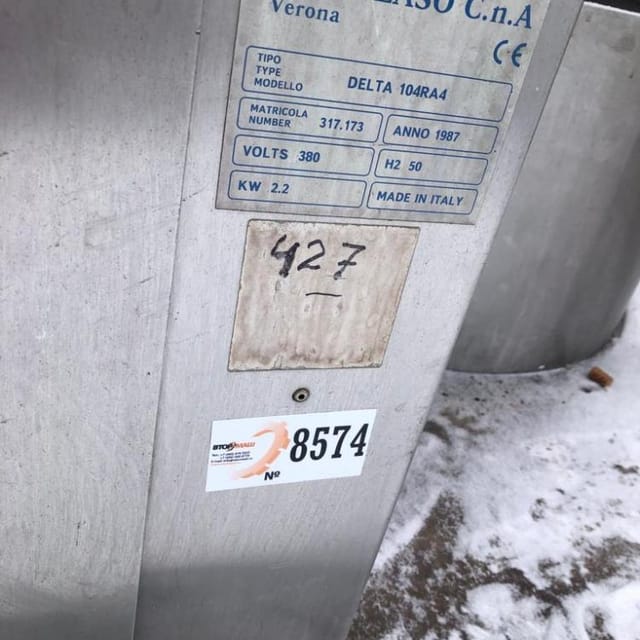 ASO C.n.A
Verona
CE
TIPO
TYPE
MODELLO
DELTA 104RA4
MATRICOLA
NUMBER
317.173
ANNO 1987
VOLTS 380
H2 50
KW 2.2
MADE IN ITALY
427
8574
№